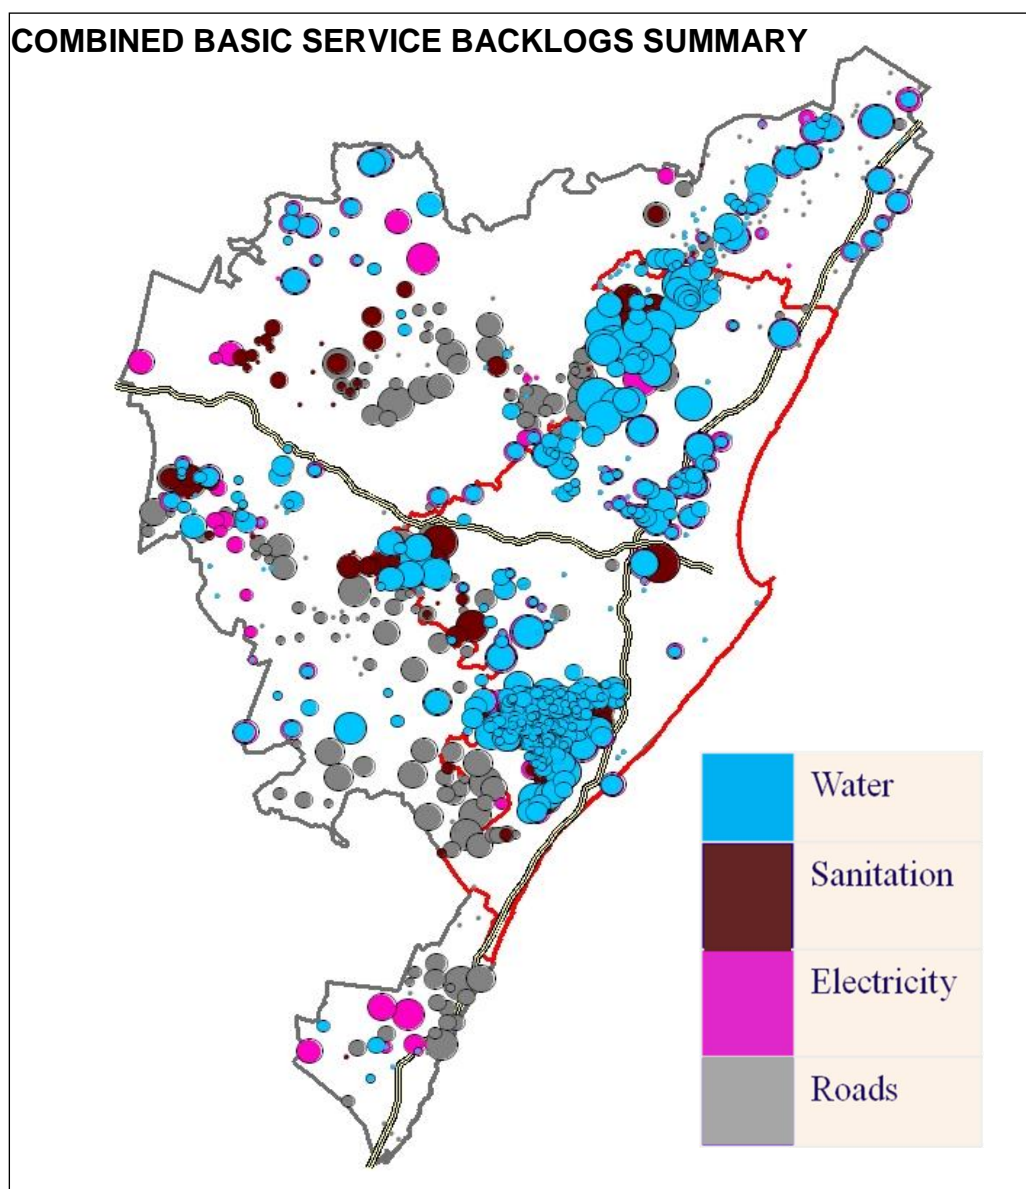 COMBINED BASIC SERVICE BACKLOGS SUMMARY
Water
Sanitation
Electricity
Roads